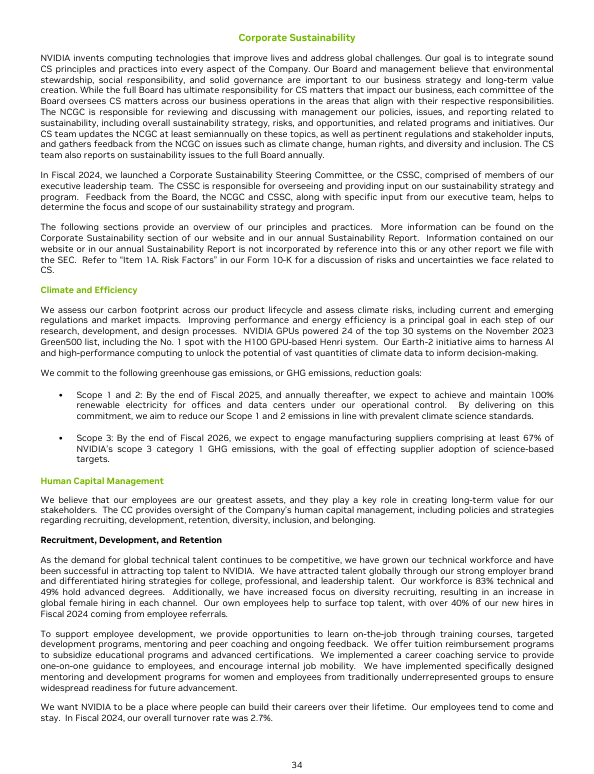 Corporate Sustainability
NVIDIA invents computing technologies that improve lives and address global challenges. Our goal is to integrate sound
CS principles and practices into every aspect of the Company. Our Board and management believe that environmental
stewardship, social responsibility, and solid governance are important to our business strategy and long-term value
creation. While the full Board has ultimate responsibility for CS matters that impact our business, each committee of the
Board oversees CS matters across our business operations in the areas that align with their respective responsibilities.
The NCGC is responsible for reviewing and discussing with management our policies, issues, and reporting related to
sustainability, including overall sustainability strategy, risks, and opportunities, and related programs and initiatives. Our
CS team updates the NCGC at least semiannually on these topics, as well as pertinent regulations and stakeholder inputs,
and gathers feedback from the NCGC on issues such as climate change, human rights, and diversity and inclusion. The CS
team also reports on sustainability issues to the full Board annually.
In Fiscal 2024, we launched a Corporate Sustainability Steering Committee, or the CSSC, comprised of members of our
executive leadership team. The CSSC is responsible for overseeing and providing input on our sustainability strategy and
program. Feedback from the Board, the NCGC and CSSC, along with specific input from our executive team, helps to
determine the focus and scope of our sustainability strategy and program.
The following sections provide an overview of our principles and practices. More information can be found on the
Corporate Sustainability section of our website and in our annual Sustainability Report. Information contained on our
website or in our annual Sustainability Report is not incorporated by reference into this or any other report we file with
the SEC. Refer to “Item 1A. Risk Factors” in our Form 10-K for a discussion of risks and uncertainties we face related to
CS.
Climate and Efficiency
We assess our carbon footprint across our product lifecycle and assess climate risks, including current and emerging
regulations and market impacts. Improving performance and energy efficiency is a principal goal in each step of our
research, development, and design processes. NVIDIA GPUs powered 24 of the top 30 systems on the November 2023
Green500 list, including the No. 1 spot with the H100 GPU-based Henri system. Our Earth-2 initiative aims to harness AI
and high-performance computing to unlock the potential of vast quantities of climate data to inform decision-making.
We commit to the following greenhouse gas emissions, or GHG emissions, reduction goals:
• Scope 1 and 2: By the end of Fiscal 2025, and annually thereafter, we expect to achieve and maintain 100%
renewable electricity for offices and data centers under our operational control. By delivering on this
commitment, we aim to reduce our Scope 1 and 2 emissions in line with prevalent climate science standards.
• Scope 3: By the end of Fiscal 2026, we expect to engage manufacturing suppliers comprising at least 67% of
NVIDIA’s scope 3 category 1 GHG emissions, with the goal of effecting supplier adoption of science-based
targets.
Human Capital Management
We believe that our employees are our greatest assets, and they play a key role in creating long-term value for our
stakeholders. The CC provides oversight of the Company’s human capital management, including policies and strategies
regarding recruiting, development, retention, diversity, inclusion, and belonging.
Recruitment, Development, and Retention
As the demand for global technical talent continues to be competitive, we have grown our technical workforce and have
been successful in attracting top talent to NVIDIA. We have attracted talent globally through our strong employer brand
and differentiated hiring strategies for college, professional, and leadership talent. Our workforce is 83% technical and
49% hold advanced degrees. Additionally, we have increased focus on diversity recruiting, resulting in an increase in
global female hiring in each channel. Our own employees help to surface top talent, with over 40% of our new hires in
Fiscal 2024 coming from employee referrals.
To support employee development, we provide opportunities to learn on-the-job through training courses, targeted
development programs, mentoring and peer coaching and ongoing feedback. We offer tuition reimbursement programs
to subsidize educational programs and advanced certifications. We implemented a career coaching service to provide
one-on-one guidance to employees, and encourage internal job mobility. We have implemented specifically designed
mentoring and development programs for women and employees from traditionally underrepresented groups to ensure
widespread readiness for future advancement.
We want NVIDIA to be a place where people can build their careers over their lifetime. Our employees tend to come and
stay. In Fiscal 2024, our overall turnover rate was 2.7%.
34